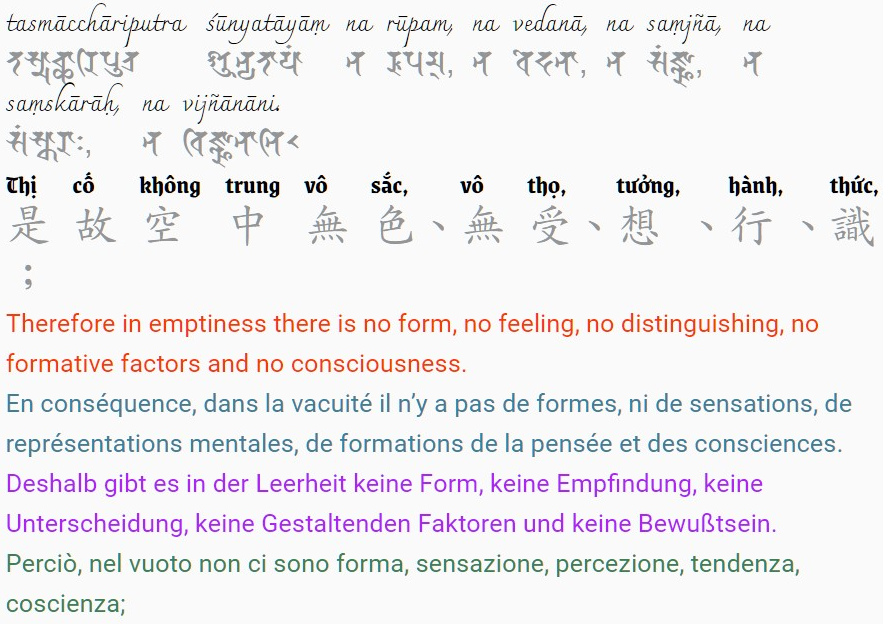 tasmācchāriputra śūnyatāyāṃ na rūpam, na vedanā, na saṃjñā, na
𑖝𑖭𑖿𑖦𑖯𑖓𑖿𑖔𑖯𑖨𑖰𑖢𑖲𑖝𑖿𑖨 𑖫𑖳𑖡𑖿𑖧𑖝𑖯𑖧𑖯𑖽 𑖡 𑖨𑖳𑖢𑖦𑖿, 𑖡 𑖪𑖸𑖟𑖡𑖯, 𑖡 𑖭𑖽𑖕𑖿𑖗𑖯, 𑖡
saṃskārāḥ, na vijñānāni.
𑖭𑖽𑖭𑖿𑖎𑖯𑖨𑖯𑖾, 𑖡 𑖪𑖰𑖕𑖿𑖗𑖯𑖡𑖯𑖡𑖰𑗂
Thị cố không trung vô sắc, vô thọ, tưởng, hành, thức,
是故空中無色、無受、想、行、識
；
Therefore in emptiness there is no form, no feeling, no distinguishing, no
formative factors and no consciousness.
En conséquence, dans la vacuité il n’y a pas de formes, ni de sensations, de
représentations mentales, de formations de la pensée et des consciences.
Deshalb gibt es in der Leerheit keine Form, keine Empfindung, keine
Unterscheidung, keine Gestaltenden Faktoren und keine Bewußtsein.
Perciò, nel vuoto non ci sono forma, sensazione, percezione, tendenza,
coscienza;